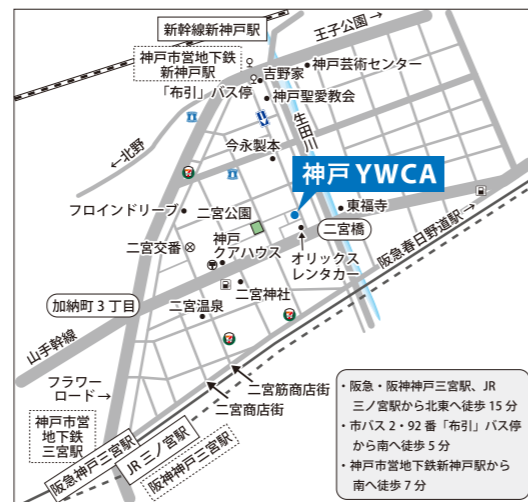 新幹線新神戸駅
王子公園→
神戸市営地下鉄
新神戸駅
吉野家
神戸芸術センター
「布引」バス停
神戸聖愛教会
生田川
←北野
今永製本
神戸 YWCA
フロインドリーブ
二宮公園
東福寺
阪急春日野道駅→
二宮橋
二宮交番
神戸
クアハウス
オリックス
レンタカー
加納町 3 丁目
二宮神社
二宮温泉
山手幹線
フラワー
ロード→
二宮筋商店街
二宮商店街
神戸市営
地下鉄
三宮駅
阪急神戸三宮駅
JR 三ノ宮駅
阪神神戸三宮駅
・阪急・阪神神戸三宮駅、JR
三ノ宮駅から北東へ徒歩 15 分
・市バス 2・92 番「布引」バス停
から南へ徒歩 5 分
・神戸市営地下鉄新神戸駅から
南へ徒歩 7 分